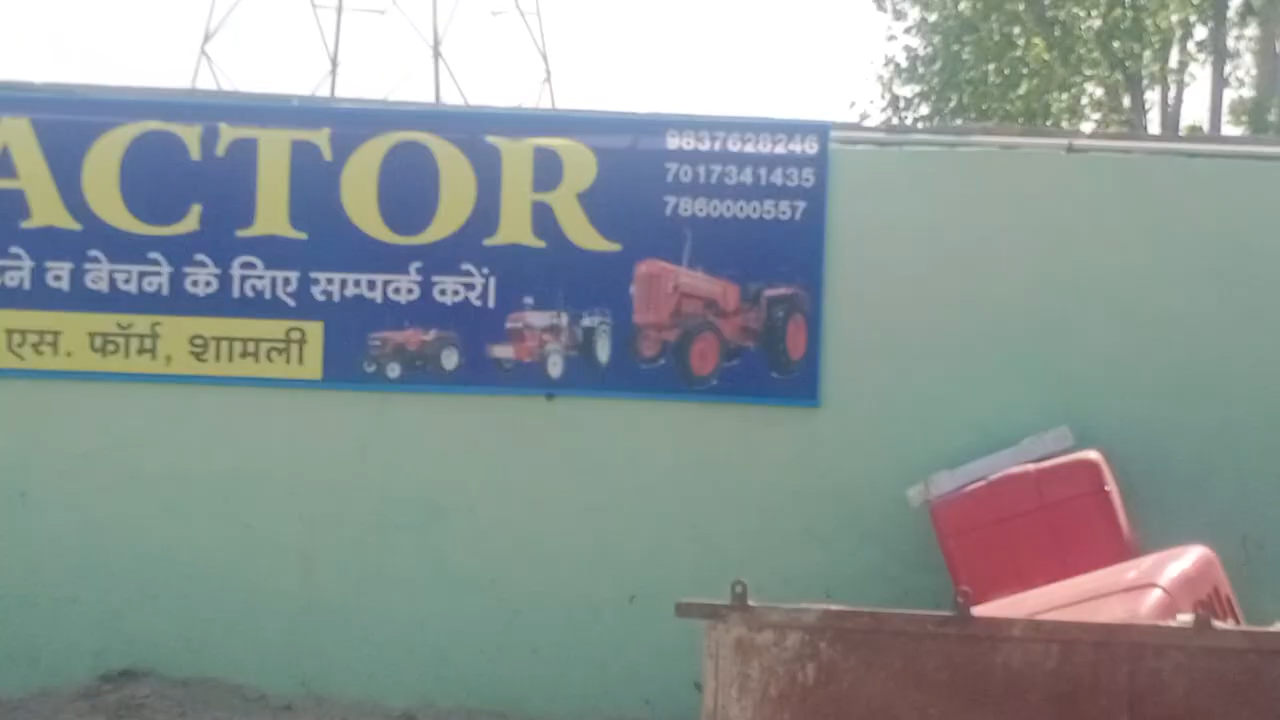 ACTOR
9837628246
7017341435
7860000557
व बेचने के लिए सम्पर्क करें।
एस. फॉर्म, शामली